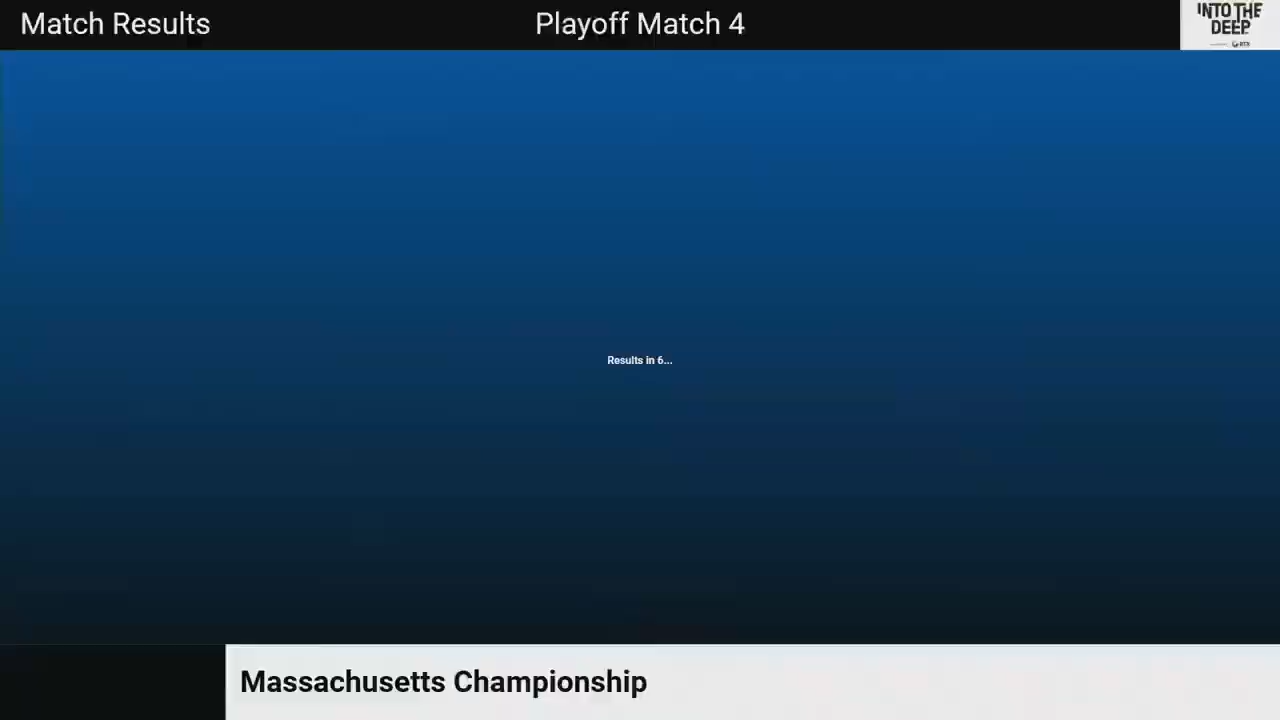 Match Results
Playoff Match 4
INTO THE
DEEP
Results in 6...
Massachusetts Championship